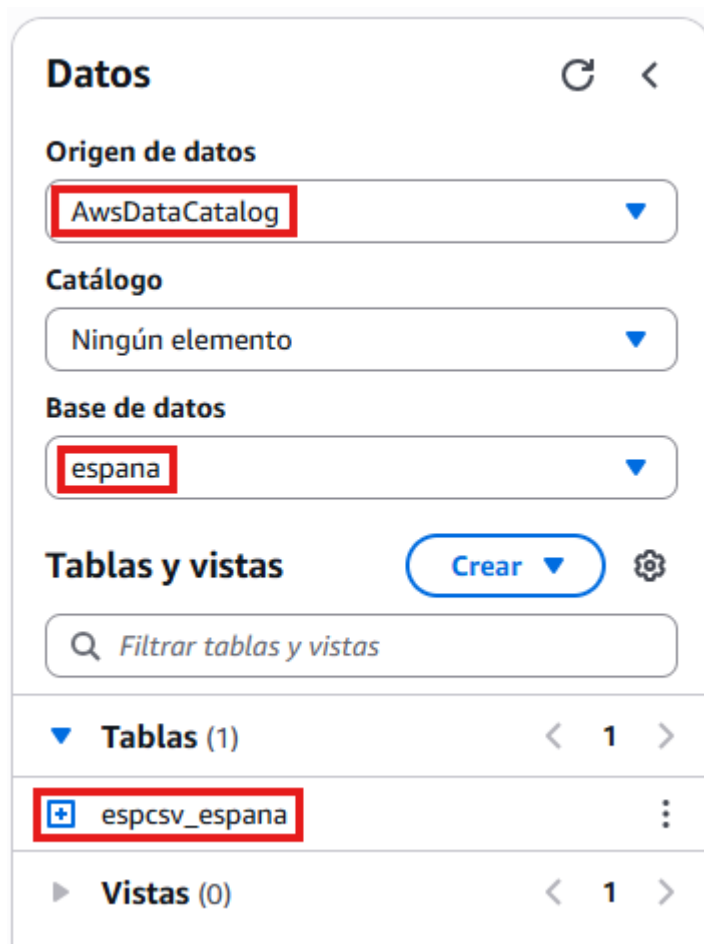 Datos
Origen de datos
AwsDataCatalog
Catálogo
Ningún elemento
Base de datos
espana
Tablas y vistas Crear
Filtrar tablas y vistas
Tablas (1) 1
espcsv_espana
Vistas (0) 1